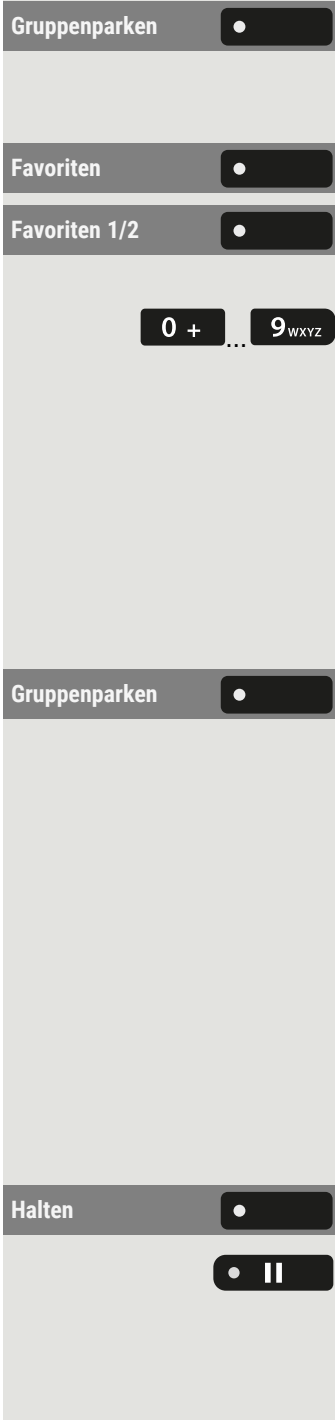 Gruppenparken
Favoriten
Favoriten 1/2
0 + ... 9 WXYZ
Gruppenparken
Halten